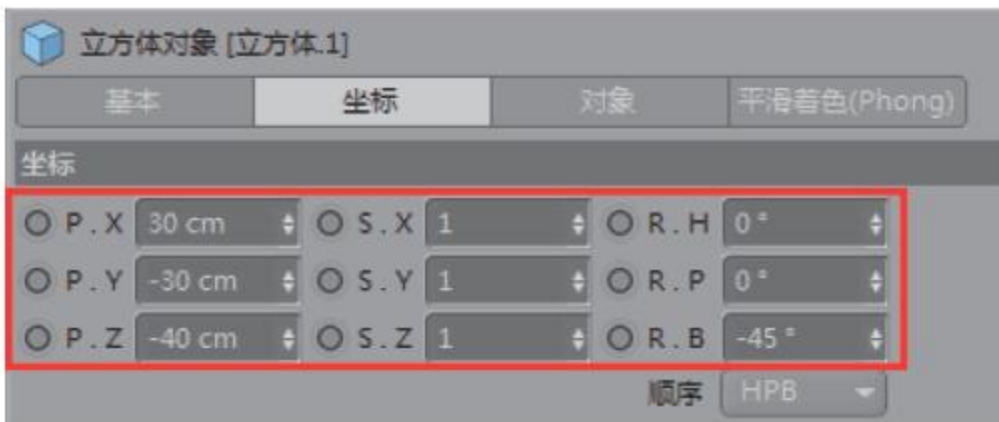 立方体对象 [立方体.1]
基本 坐标 对象 平滑着色(Phong)
坐标
P.X 30 cm S.X 1 R.H 0°
P.Y -30 cm S.Y 1 R.P 0°
P.Z -40 cm S.Z 1 R.B -45°
顺序 HPB